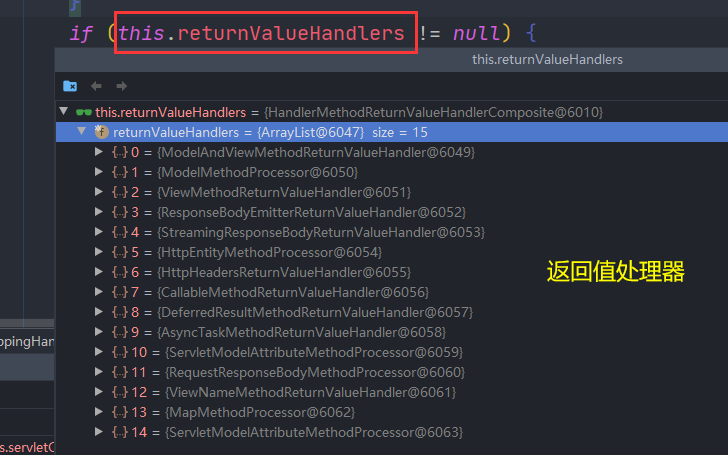 }
if (this.returnValueHandlers != null) {
this.returnValueHandlers
this.returnValueHandlers = {HandlerMethodReturnValueHandlerComposite@6010}
f returnValueHandlers = {ArrayList@6047} size = 15
{...} 0 = {ModelAndViewMethodReturnValueHandler@6049}
{...} 1 = {ModelMethodProcessor@6050}
{...} 2 = {ViewMethodReturnValueHandler@6051}
{...} 3 = {ResponseBodyEmitterReturnValueHandler@6052}
{...} 4 = {StreamingResponseBodyReturnValueHandler@6053}
{...} 5 = {HttpEntityMethodProcessor@6054}
返回值处理器
{...} 6 = {HttpHeadersReturnValueHandler@6055}
{...} 7 = {CallableMethodReturnValueHandler@6056}
{...} 8 = {DeferredResultMethodReturnValueHandler@6057}
{...} 9 = {AsyncTaskMethodReturnValueHandler@6058}
ppingHan
{...} 10 = {ServletModelAttributeMethodProcessor@6059}
{...} 11 = {RequestResponseBodyMethodProcessor@6060}
{...} 12 = {ViewNameMethodReturnValueHandler@6061}
{...} 13 = {MapMethodProcessor@6062}
{...} 14 = {ServletModelAttributeMethodProcessor@6063}
s.servletC